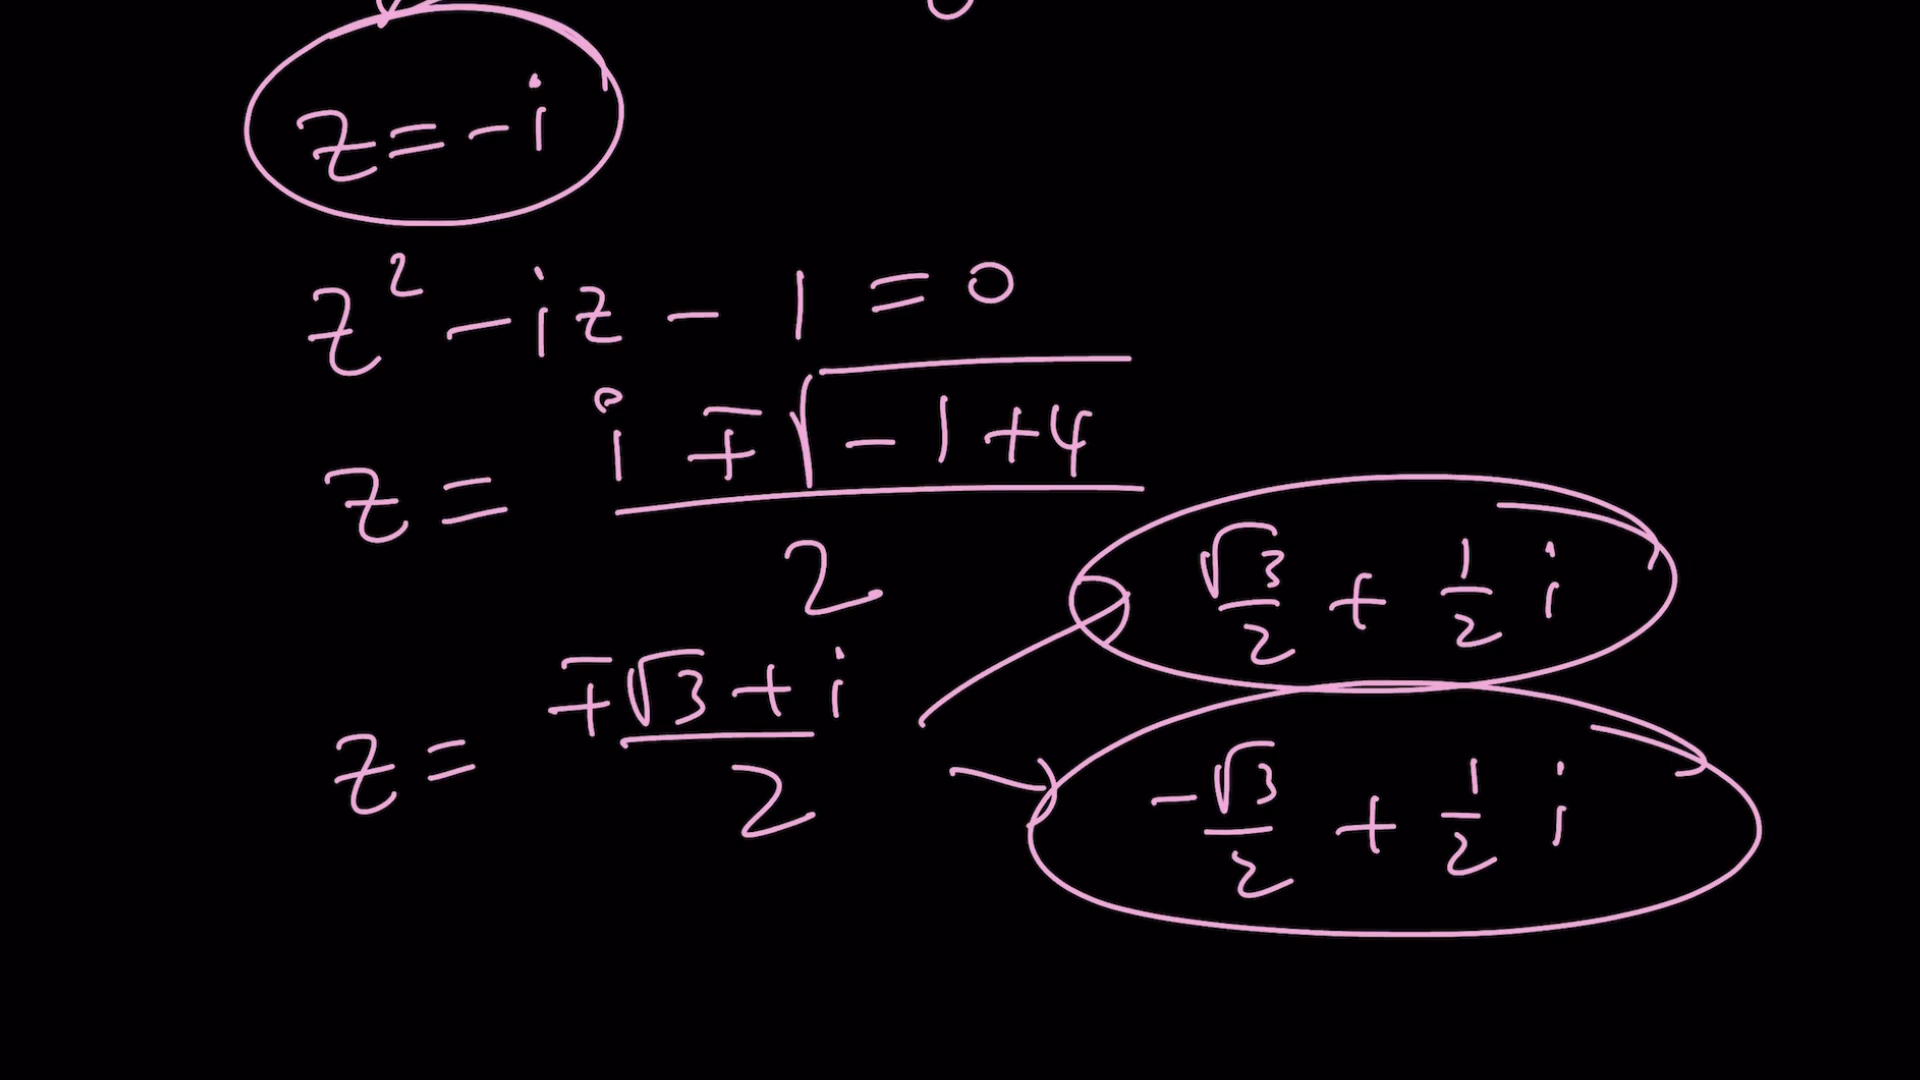 z = -i
z² - iz - 1 = 0
z = (i ∓ √(-1+4)) / 2
z = (∓√3 + i) / 2
√3/2 + 1/2 i
-√3/2 + 1/2 i